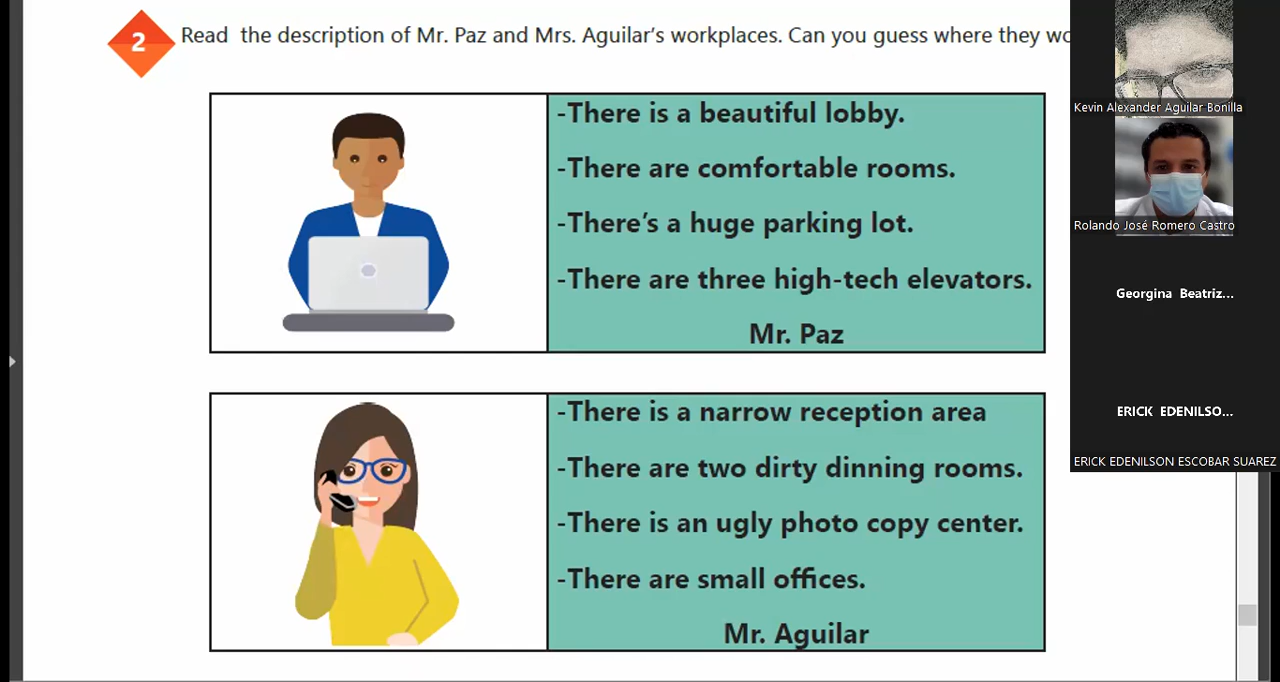 2
Read the description of Mr. Paz and Mrs. Aguilar's workplaces. Can you guess where they
-There is a beautiful lobby.
-There are comfortable rooms.
-There's a huge parking lot.
-There are three high-tech elevators.
Mr. Paz
-There is a narrow reception area
-There are two dirty dinning rooms.
-There is an ugly photo copy center.
-There are small offices.
Mr. Aguilar
Kevin Alexander Aguilar Bonilla
Rolando José Romero Castro
Georgina Beatriz...
ERICK EDENILSO...
ERICK EDENILSON ESCOBAR SUAREZ